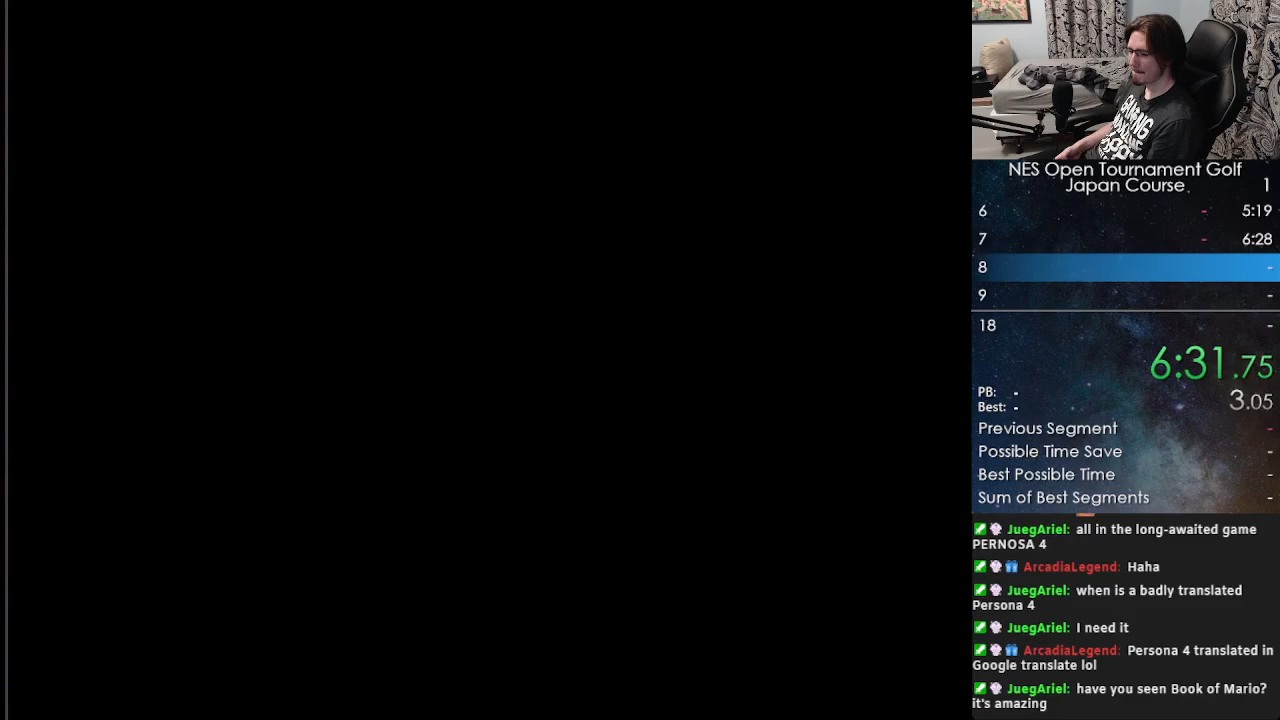 NES Open Tournament Golf
Japan Course 1
6 - 5:19
7 - 6:28
8 -
9 -
18 -
6:31.75
PB: -
3.05
Best: -
Previous Segment -
Possible Time Save -
Best Possible Time -
Sum of Best Segments -
JuegAriel: all in the long-awaited game
PERNOSA 4
ArcadiaLegend: Haha
JuegAriel: when is a badly translated
Persona 4
JuegAriel: I need it
ArcadiaLegend: Persona 4 translated in
Google translate lol
JuegAriel: have you seen Book of Mario?
it's amazing